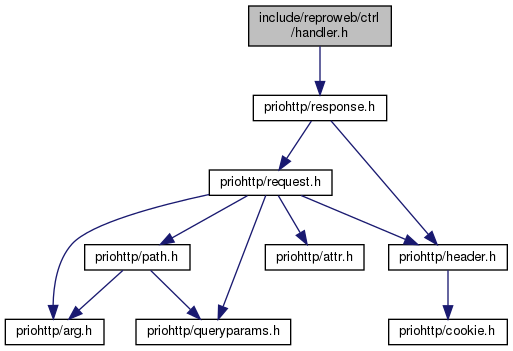 include/reproweb/ctrl
/handler.h
priohttp/response.h
priohttp/request.h
priohttp/path.h
priohttp/attr.h
priohttp/header.h
priohttp/arg.h
priohttp/queryparams.h
priohttp/cookie.h